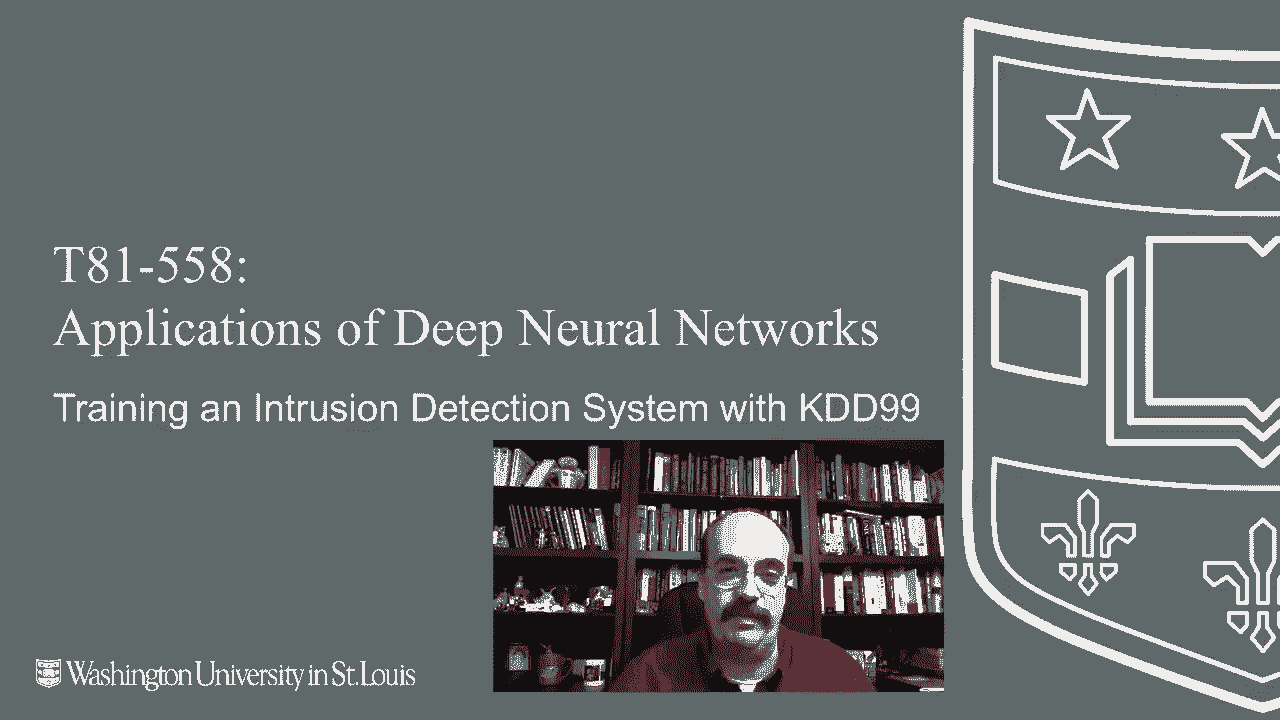 T81-558:
Applications of Deep Neural Networks
Training an Intrusion Detection System with KDD99
Washington University in St. Louis